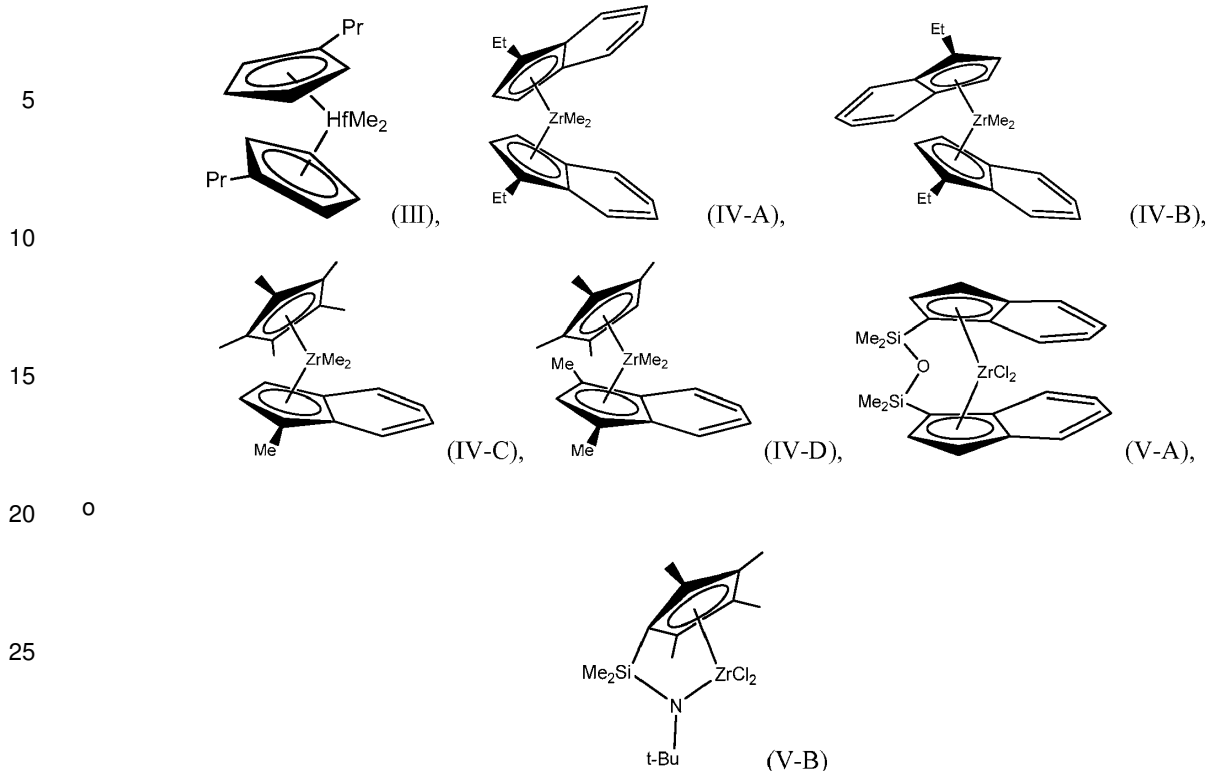 Pr
Et
Et
5
HfMe₂
ZrMe₂
ZrMe₂
Pr
Et
Et
(III),
(IV-A),
(IV-B),
10
Me₂Si
ZrMe₂
Me
ZrMe₂
O
ZrCl₂
15
Me₂Si
Me
(IV-C),
Me
Me
(IV-D),
(V-A),
20
o
25
Me₂Si
ZrCl₂
N
t-Bu
(V-B)